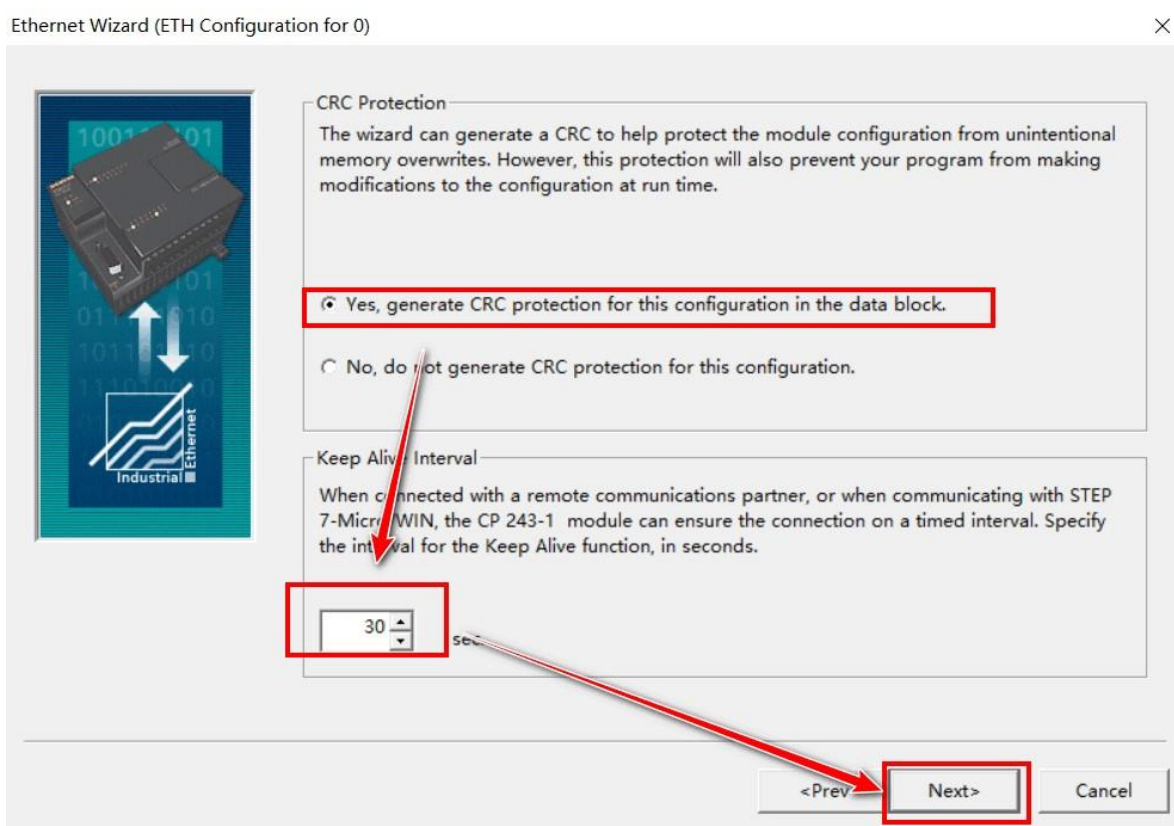 Ethernet Wizard (ETH Configuration for 0)
CRC Protection
The wizard can generate a CRC to help protect the module configuration from unintentional
memory overwrites. However, this protection will also prevent your program from making
modifications to the configuration at run time.
Yes, generate CRC protection for this configuration in the data block.
No, do not generate CRC protection for this configuration.
Keep Alive Interval
When connected with a remote communications partner, or when communicating with STEP
7-Micro/WIN, the CP 243-1 module can ensure the connection on a timed interval. Specify
the interval for the Keep Alive function, in seconds.
30 sec.
Industrial Ethernet
<Prev Next> Cancel